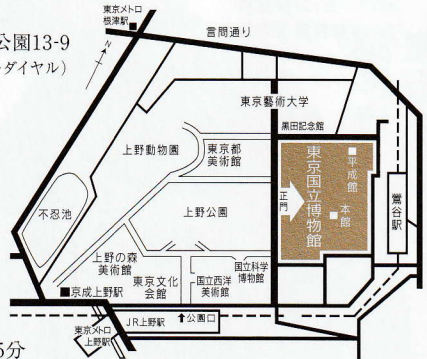 東京メトロ
根津駅
公園13-9
ダイヤル）
N
言問通り
東京藝術大学
黒田記念館
上野動物園
東京都
美術館
東京国立博物館
平成館
本館
正門
鶯谷駅
不忍池
上野公園
上野の森
美術館
東京文化
会館
国立西洋
美術館
国立科学
博物館
京成上野駅
東京メトロ
上野駅
JR上野駅
公園口
5分